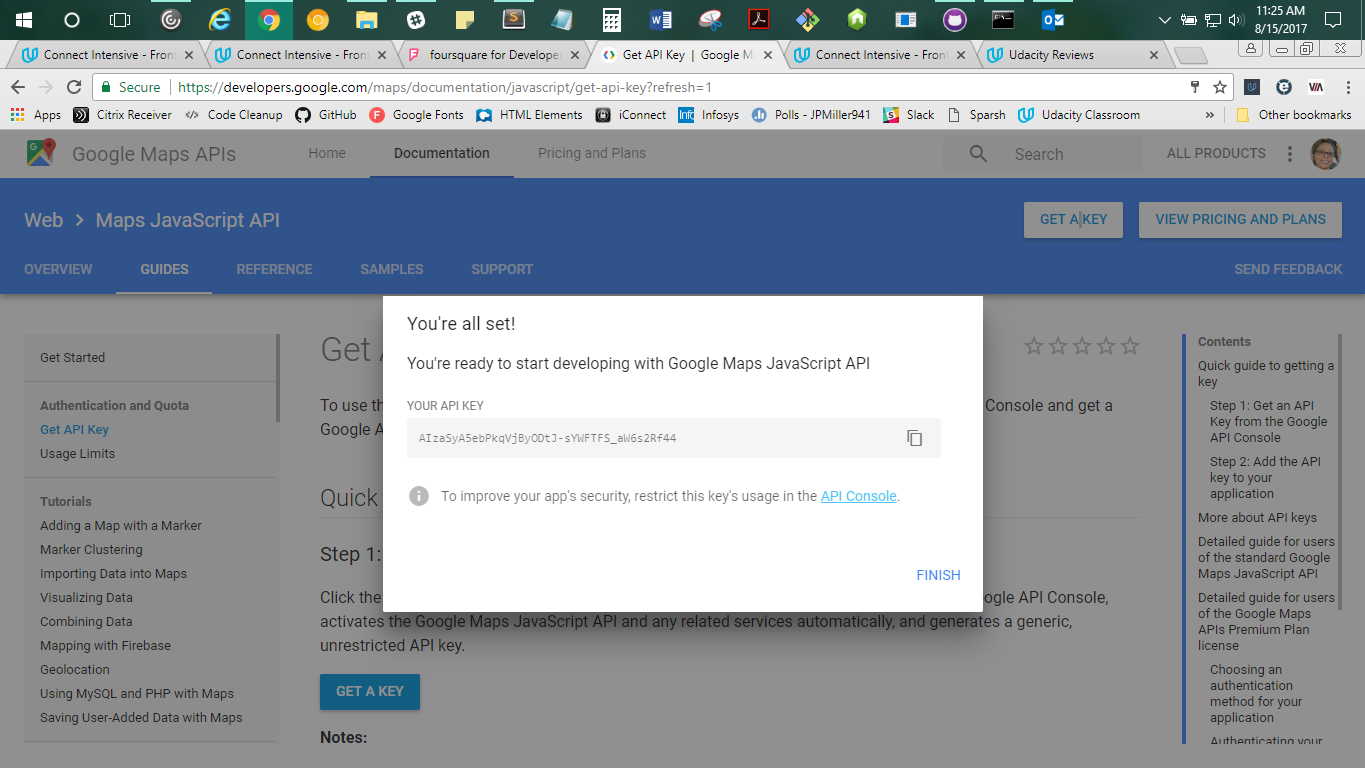 11:25 AM
8/15/2017
Connect Intensive - Front
Connect Intensive - Front
foursquare for Developer
Get API Key | Google Ma
Connect Intensive - Front
Udacity Reviews
Secure
https://developers.google.com/maps/documentation/javascript/get-api-key?refresh=1
Apps
Citrix Receiver
Code Cleanup
GitHub
Google Fonts
HTML Elements
iConnect
Infosys
Polls - JPMiller941
Slack
Sparsh
Udacity Classroom
»
Other bookmarks
Google Maps APIs
Home
Documentation
Pricing and Plans
Search
ALL PRODUCTS
Web > Maps JavaScript API
GET A KEY
VIEW PRICING AND PLANS
OVERVIEW
GUIDES
REFERENCE
SAMPLES
SUPPORT
SEND FEEDBACK
Get Started
Authentication and Quota
Get API Key
Usage Limits
Tutorials
Adding a Map with a Marker
Marker Clustering
Importing Data into Maps
Visualizing Data
Combining Data
Mapping with Firebase
Geolocation
Using MySQL and PHP with Maps
Saving User-Added Data with Maps
Get A
To use th
Console and get a
Google A
Quick
Step 1:
Click the
ogle API Console,
activates the Google Maps JavaScript API and any related services automatically, and generates a generic,
unrestricted API key.
GET A KEY
Notes:
You're all set!
You're ready to start developing with Google Maps JavaScript API
YOUR API KEY
AIzaSyA5ebPkqVjByODtJ-sYWFTFS_aW6s2Rf44
To improve your app's security, restrict this key's usage in the API Console.
FINISH
Contents
Quick guide to getting a
key
Step 1: Get an API
Key from the Google
API Console
Step 2: Add the API
key to your
application
More about API keys
Detailed guide for users
of the standard Google
Maps JavaScript API
Detailed guide for users
of the Google Maps
APIs Premium Plan
license
Choosing an
authentication
method for your
application
Authenticating your